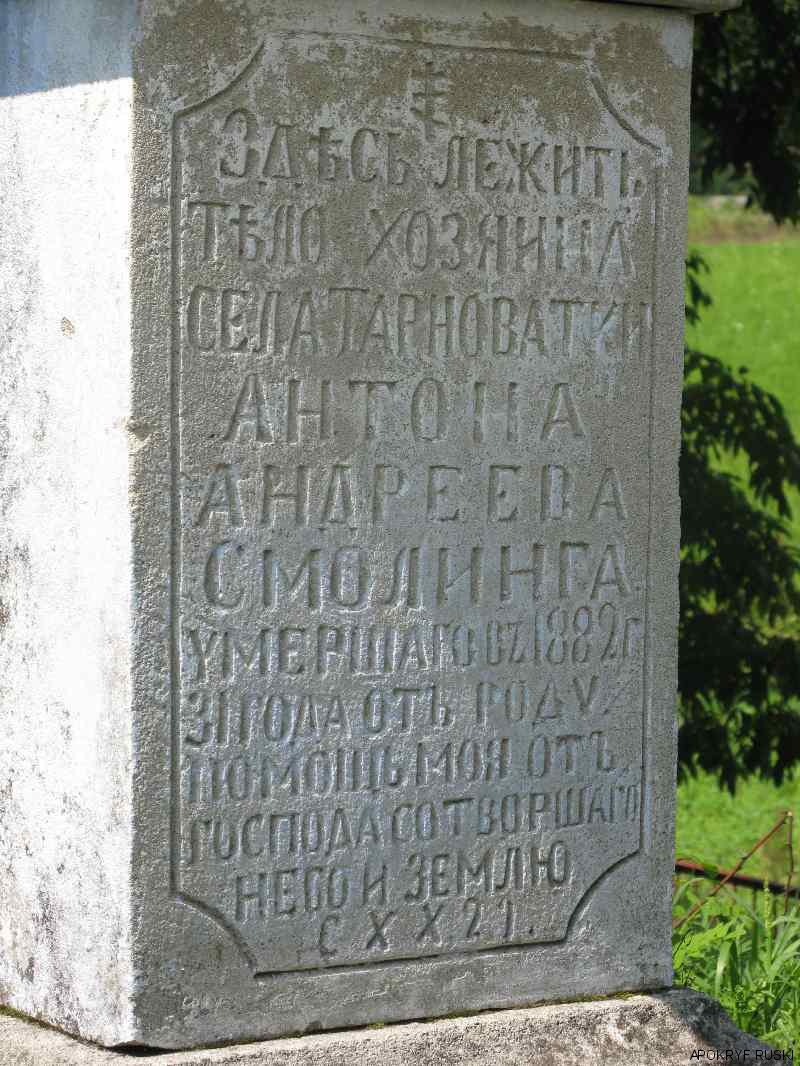 ЗДѢСЬ ЛЕЖИТЪ
ТѢЛО ХОЗЯИНА
СЕЛА ТАРНОВАТКИ
АНТОНА
АНДРЕЕВА
СМОЛИНГА
УМЕРШАГО ВЪ 1882 Г.
31 ГОДА ОТЪ РОДУ
ПОМОЩЬ МОЯ ОТЪ
ГОСПОДА СОТВОРШАГО
НЕБО И ЗЕМЛЮ
С X X 2 1.
APOKRYF RUSKI